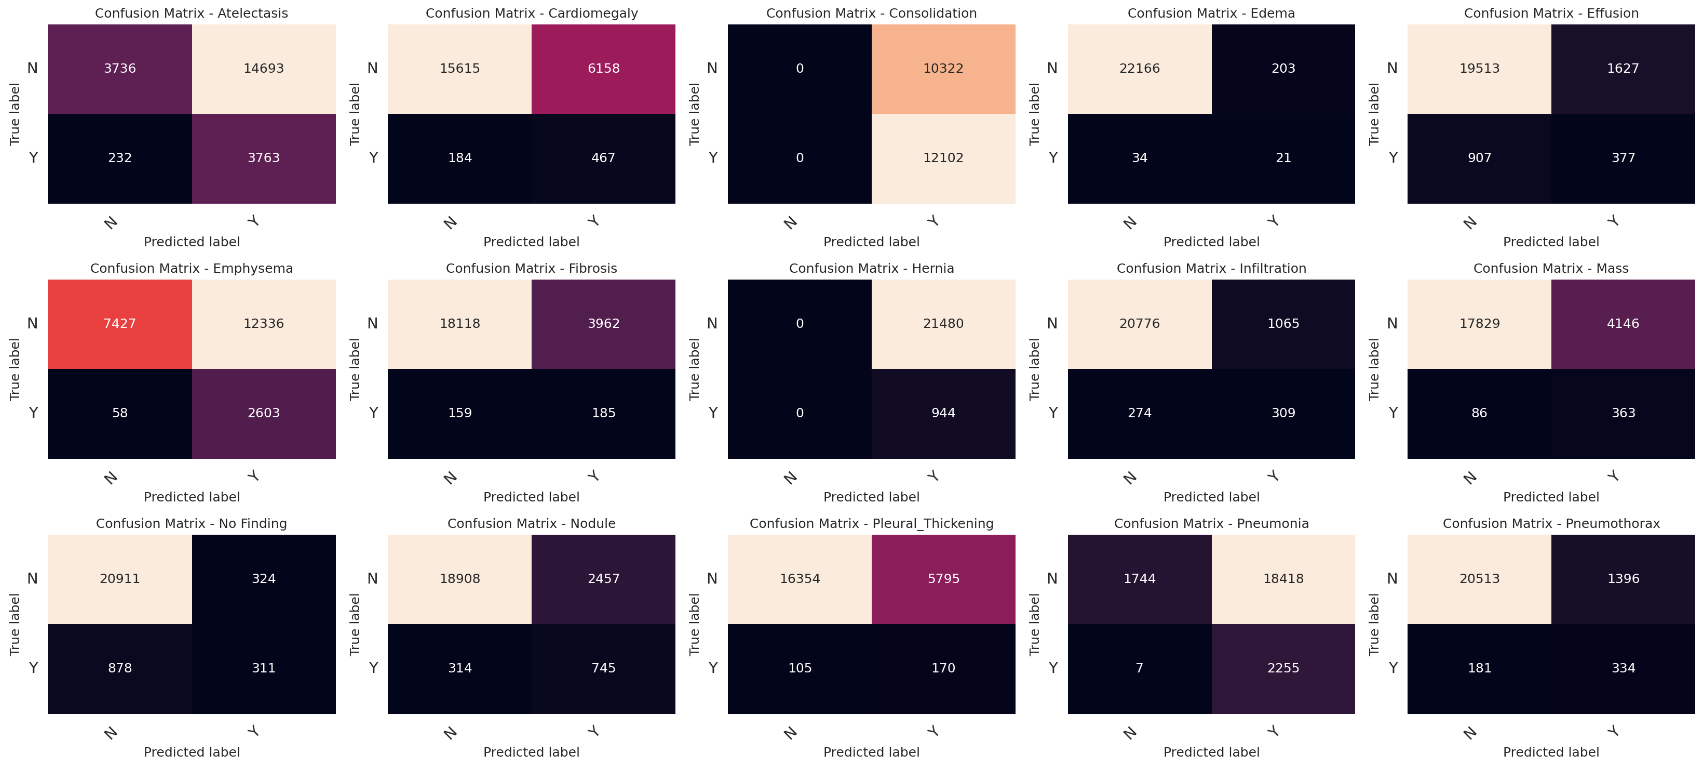 Confusion Matrix - Atelectasis
N 3736 14693
Y 232 3763
True label
N Y
Predicted label
Confusion Matrix - Cardiomegaly
N 15615 6158
Y 184 467
True label
N Y
Predicted label
Confusion Matrix - Consolidation
N 0 10322
Y 0 12102
True label
N Y
Predicted label
Confusion Matrix - Edema
N 22166 203
Y 34 21
True label
N Y
Predicted label
Confusion Matrix - Effusion
N 19513 1627
Y 907 377
True label
N Y
Predicted label
Confusion Matrix - Emphysema
N 7427 12336
Y 58 2603
True label
N Y
Predicted label
Confusion Matrix - Fibrosis
N 18118 3962
Y 159 185
True label
N Y
Predicted label
Confusion Matrix - Hernia
N 0 21480
Y 0 944
True label
N Y
Predicted label
Confusion Matrix - Infiltration
N 20776 1065
Y 274 309
True label
N Y
Predicted label
Confusion Matrix - Mass
N 17829 4146
Y 86 363
True label
N Y
Predicted label
Confusion Matrix - No Finding
N 20911 324
Y 878 311
True label
N Y
Predicted label
Confusion Matrix - Nodule
N 18908 2457
Y 314 745
True label
N Y
Predicted label
Confusion Matrix - Pleural_Thickening
N 16354 5795
Y 105 170
True label
N Y
Predicted label
Confusion Matrix - Pneumonia
N 1744 18418
Y 7 2255
True label
N Y
Predicted label
Confusion Matrix - Pneumothorax
N 20513 1396
Y 181 334
True label
N Y
Predicted label